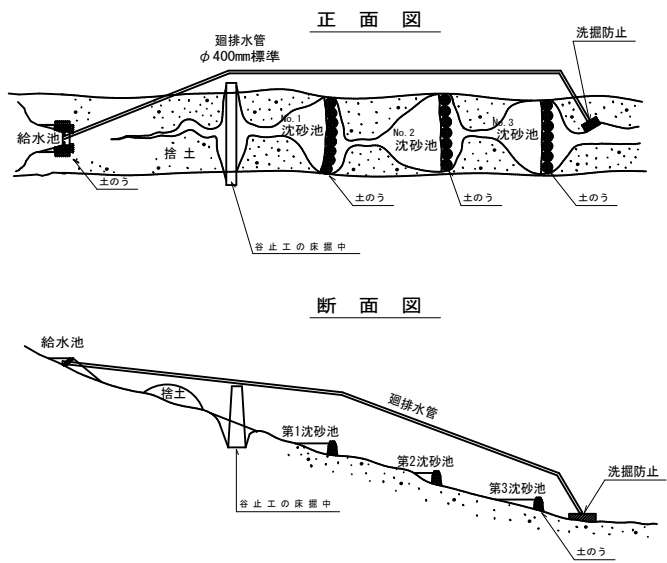 正面図
廻排水管
φ400mm標準
洗掘防止
給水池
土のう
捨土
No.1
沈砂池
No.2
沈砂池
No.3
沈砂池
土のう
土のう
土のう
谷止工の床掘中
断面図
給水池
捨土
廻排水管
第1沈砂池
第2沈砂池
第3沈砂池
洗掘防止
谷止工の床掘中
土のう